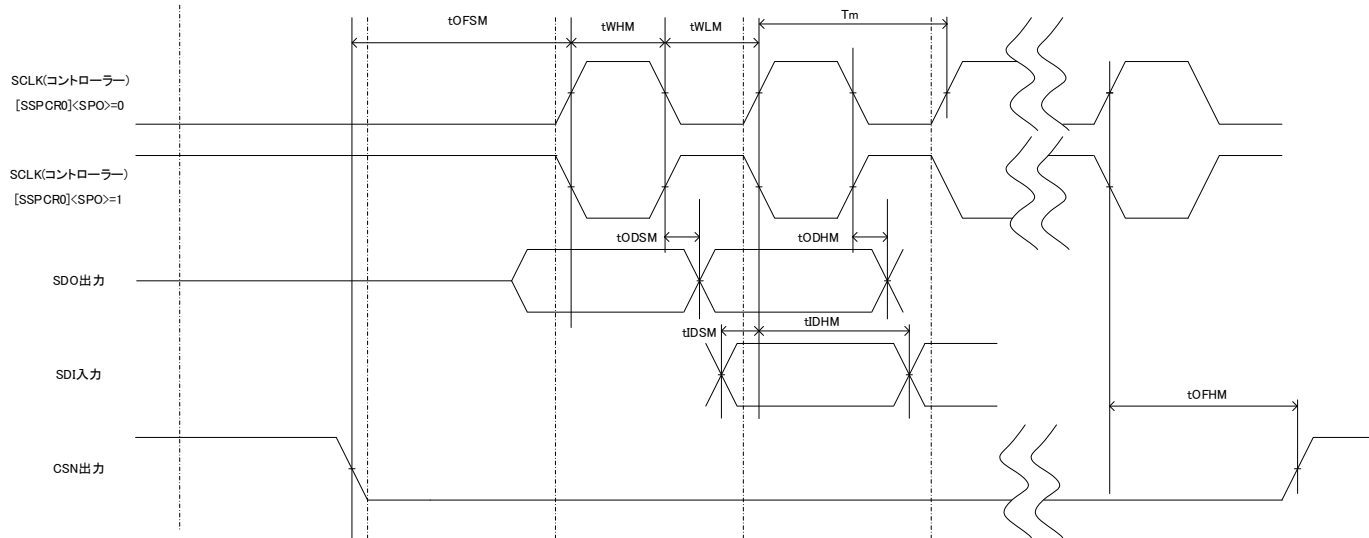 tOFSM
tWHM
tWLM
Tm
SCLK(コントローラー)
[SSPCR0]<SPO>=0
SCLK(コントローラー)
[SSPCR0]<SPO>=1
tODSM
tODHM
SDO出力
tIDSM
tIDHM
SDI入力
tOFHM
CSN出力